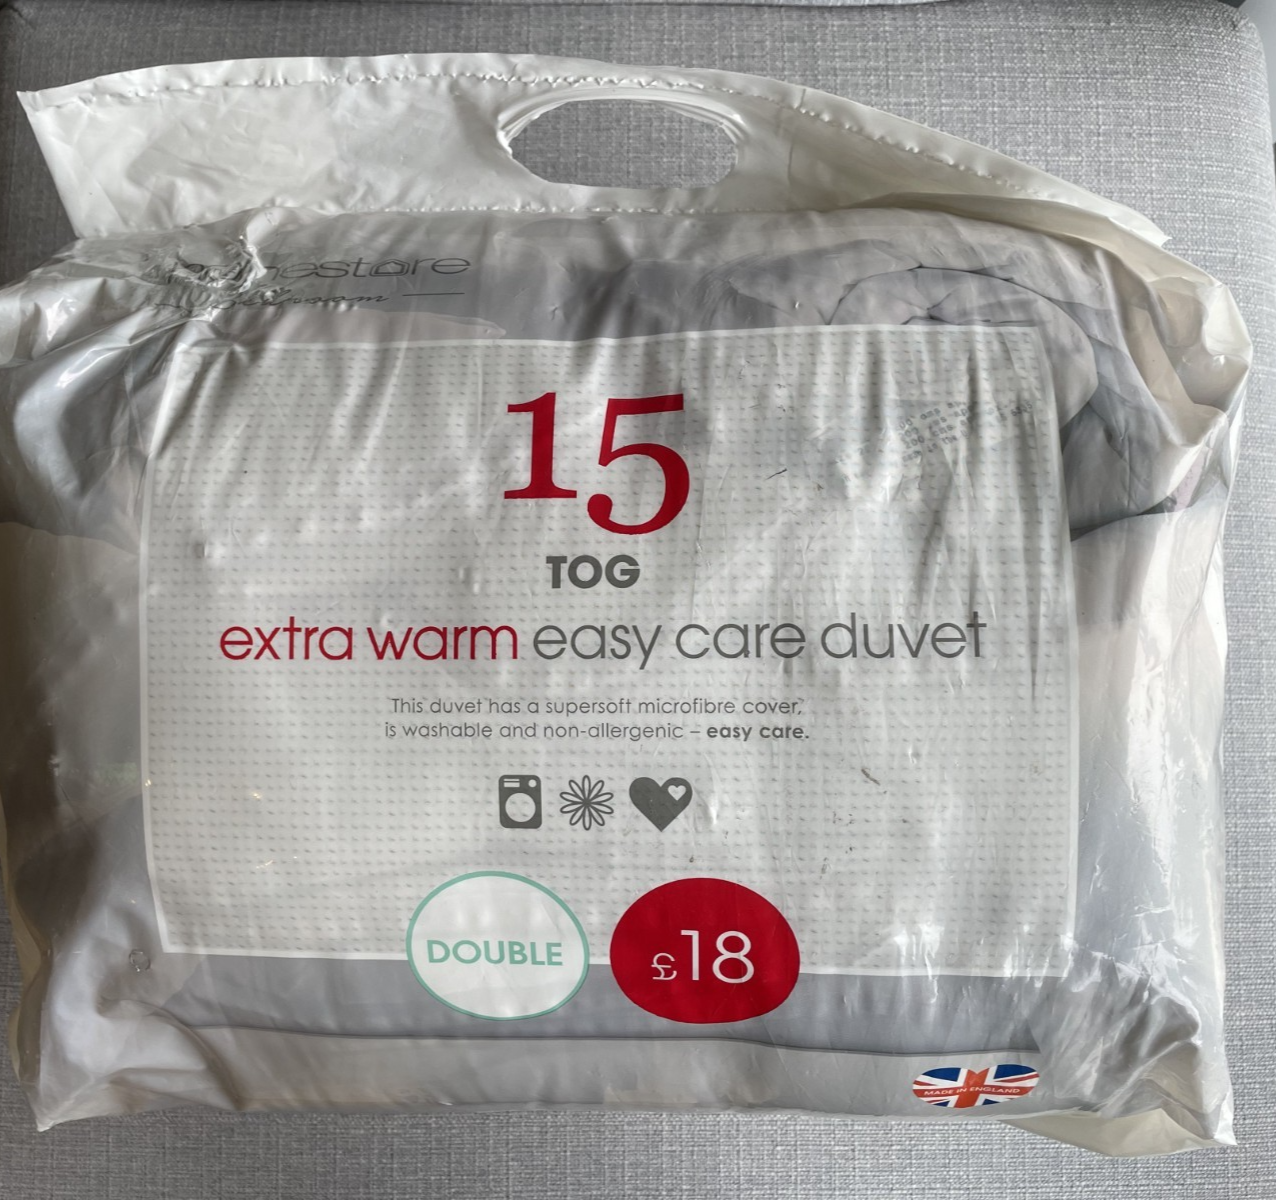 15
TOG
extra warm easy care duvet
This duvet has a supersoft microfibre cover,
is washable and non-allergenic – easy care.
DOUBLE
£18
MADE IN ENGLAND